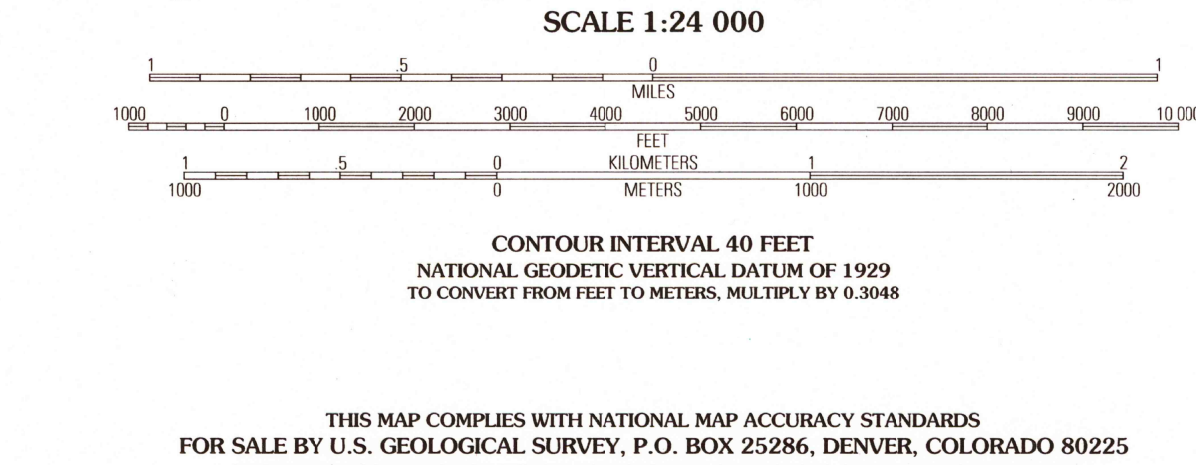 SCALE 1:24 000
1 .5 0 1
MILES
1000 0 1000 2000 3000 4000 5000 6000 7000 8000 9000 10 000
FEET
1 .5 0 KILOMETERS 1 2
1000 0 METERS 1000 2000
CONTOUR INTERVAL 40 FEET
NATIONAL GEODETIC VERTICAL DATUM OF 1929
TO CONVERT FROM FEET TO METERS, MULTIPLY BY 0.3048
THIS MAP COMPLIES WITH NATIONAL MAP ACCURACY STANDARDS
FOR SALE BY U.S. GEOLOGICAL SURVEY, P.O. BOX 25286, DENVER, COLORADO 80225